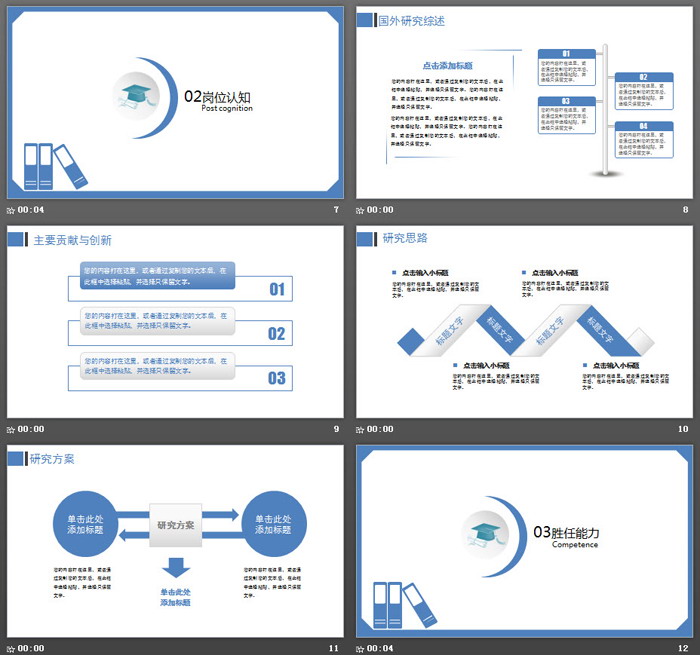 02岗位认知
Post cognition
00:04
7
国外研究综述
点击添加标题
您的内容打在这里，或者通过复制您的文本后，在此框中选择粘贴，并选择只保留文字。您的内容打在这里，或者通过复制您的文本后，在此框中选择粘贴，并选择只保留文字。
您的内容打在这里，或者通过复制您的文本后，在此框中选择粘贴，并选择只保留文字。您的内容打在这里，或者通过复制您的文本后，在此框中选择粘贴，并选择只保留文字。
01
您的内容打在这里，或者通过复制您的文本后，在此框中选择粘贴，并选择只保留文字。
02
您的内容打在这里，或者通过复制您的文本后，在此框中选择粘贴，并选择只保留文字。
03
您的内容打在这里，或者通过复制您的文本后，在此框中选择粘贴，并选择只保留文字。
04
您的内容打在这里，或者通过复制您的文本后，在此框中选择粘贴，并选择只保留文字。
00:00
8
主要贡献与创新
您的内容打在这里，或者通过复制您的文本后，在
此框中选择粘贴，并选择只保留文字。
01
您的内容打在这里，或者通过复制您的文本后，在
此框中选择粘贴，并选择只保留文字。
02
您的内容打在这里，或者通过复制您的文本后，在
此框中选择粘贴，并选择只保留文字。
03
00:00
9
研究思路
点击输入小标题
您的内容打在这里，或者通过复制您的文本后，在此框中选择粘贴，并选择只保留文字。
点击输入小标题
您的内容打在这里，或者通过复制您的文本后，在此框中选择粘贴，并选择只保留文字。
标题文字
标题文字
标题文字
标题文字
点击输入小标题
您的内容打在这里，或者通过复制您的文本后，在此框中选择粘贴，并选择只保留文字。
点击输入小标题
您的内容打在这里，或者通过复制您的文本后，在此框中选择粘贴，并选择只保留文字。
00:00
10
研究方案
单击此处
添加标题
研究方案
单击此处
添加标题
您的内容打在这里，或者通过复制您的文本后，在此框中选择粘贴，并选择只保留文字。
单击此处
添加标题
您的内容打在这里，或者通过复制您的文本后，在此框中选择粘贴，并选择只保留文字。
00:00
11
03胜任能力
Competence
00:04
12